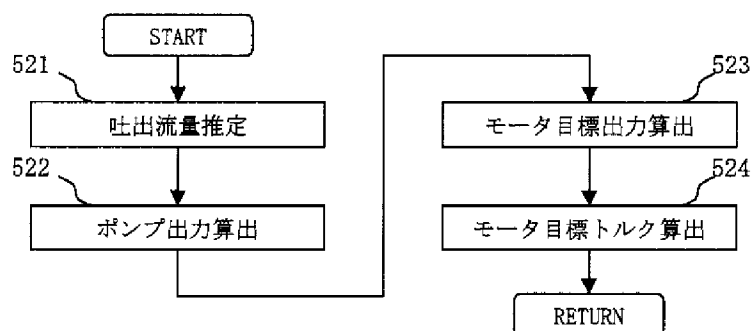 START
521
吐出流量推定
522
ポンプ出力算出
523
モータ目標出力算出
524
モータ目標トルク算出
RETURN